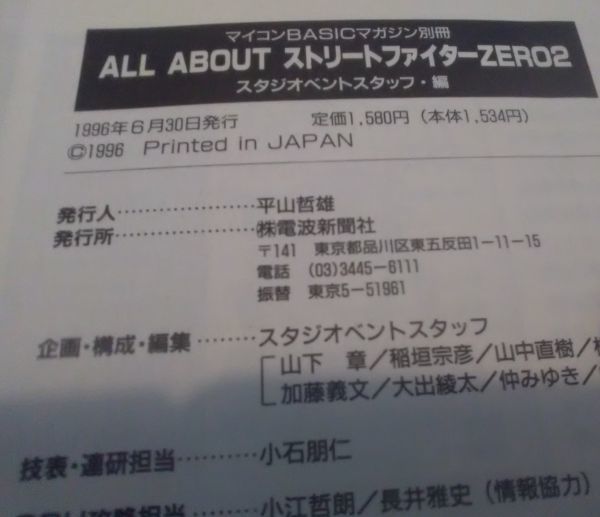 マイコンBASICマガジン別冊
ALL ABOUT ストリートファイターZERO2
スタジオベントスタッフ・編
1996年6月30日発行 定価1,580円（本体1,534円）
©1996 Printed in JAPAN
発行人…………………平山哲雄
発行所…………………㈱電波新聞社
〒141 東京都品川区東五反田1-11-15
電話 (03)3445-6111
振替 東京5-51961
企画・構成・編集………スタジオベントスタッフ
山下 章／稲垣宗彦／山中直樹／
加藤義文／大出綾太／仲みゆき／
技表・連研担当…………小石朋仁
攻略担当…………小江哲朗／長井雅史（情報協力）